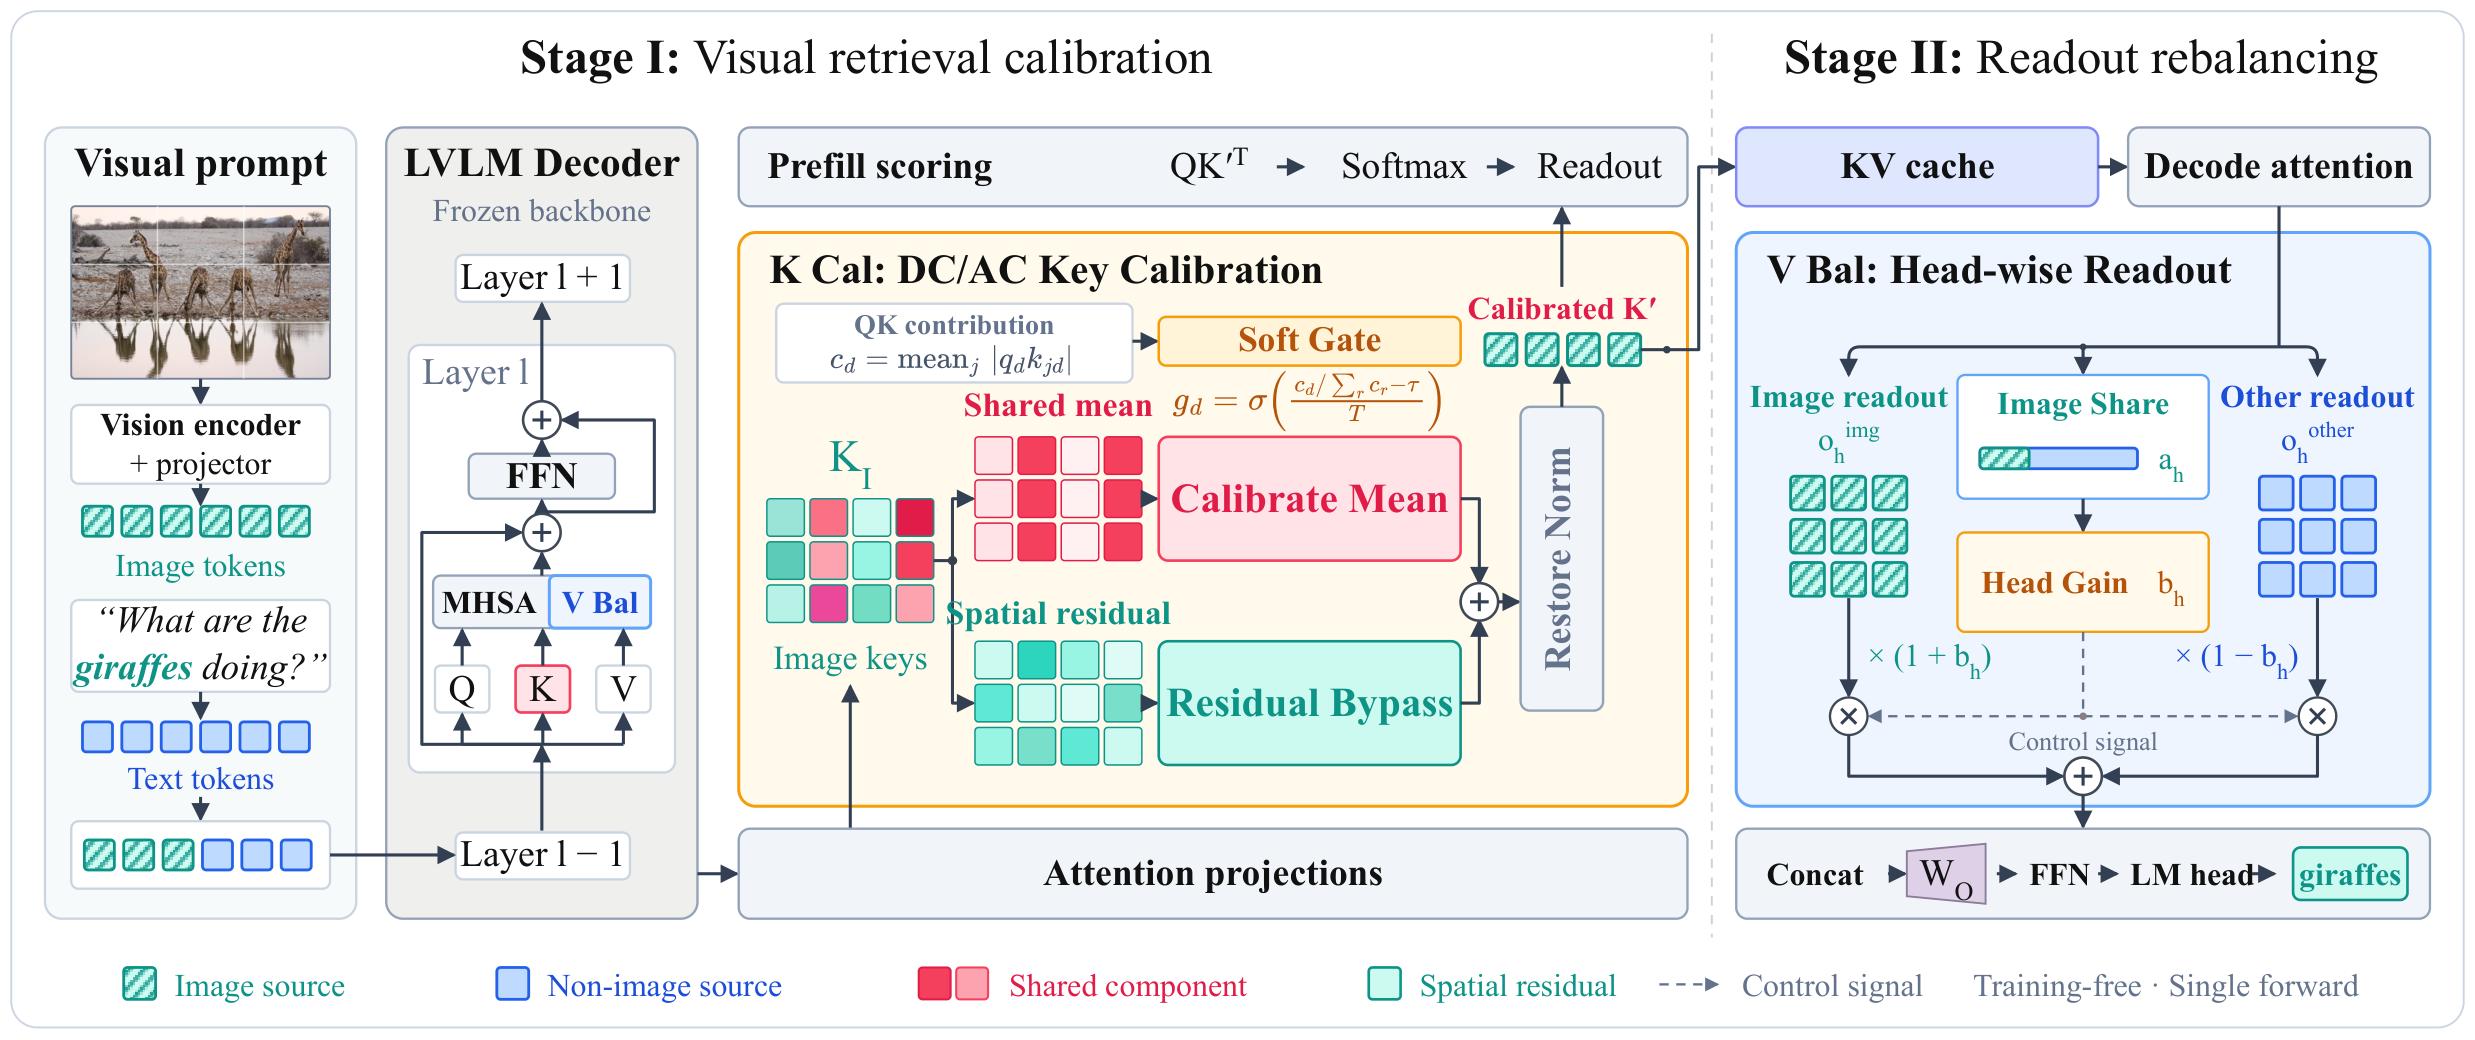 Stage I: Visual retrieval calibration
Stage II: Readout rebalancing
Visual prompt
Vision encoder
+ projector
Image tokens
“What are the
giraffes doing?”
Text tokens
LVLM Decoder
Frozen backbone
Layer l + 1
Layer l
FFN
MHSA
V Bal
Q
K
V
Layer l − 1
Prefill scoring
QK′ᵀ
Softmax
Readout
K Cal: DC/AC Key Calibration
QK contribution
c_d = mean_j |q_d k_{jd}|
Soft Gate
g_d = σ((c_d / ∑_r c_r − τ) / T)
Calibrated K′
Shared mean
K_I
Image keys
Calibrate Mean
Spatial residual
Residual Bypass
Restore Norm
Attention projections
KV cache
Decode attention
V Bal: Head-wise Readout
Image readout
o_h^img
Image Share
a_h
Other readout
o_h^other
Head Gain b_h
× (1 + b_h)
× (1 − b_h)
Control signal
Concat
W_O
FFN
LM head
giraffes
Image source
Non-image source
Shared component
Spatial residual
Control signal
Training-free · Single forward